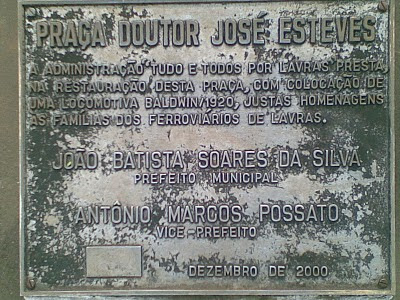 PRAÇA DOUTOR JOSÉ ESTEVES
A ADMINISTRAÇÃO TUDO E TODOS POR LAVRAS PRESTA
NA RESTAURAÇÃO DESTA PRAÇA, COM COLOCAÇÃO DE
UMA LOCOMOTIVA BALDWIN/1920, JUSTAS HOMENAGENS
AS FAMÍLIAS DOS FERROVIÁRIOS DE LAVRAS.
JOÃO BATISTA SOARES DA SILVA
PREFEITO MUNICIPAL
ANTÔNIO MARCOS POSSATO
VICE-PREFEITO
DEZEMBRO DE 2000